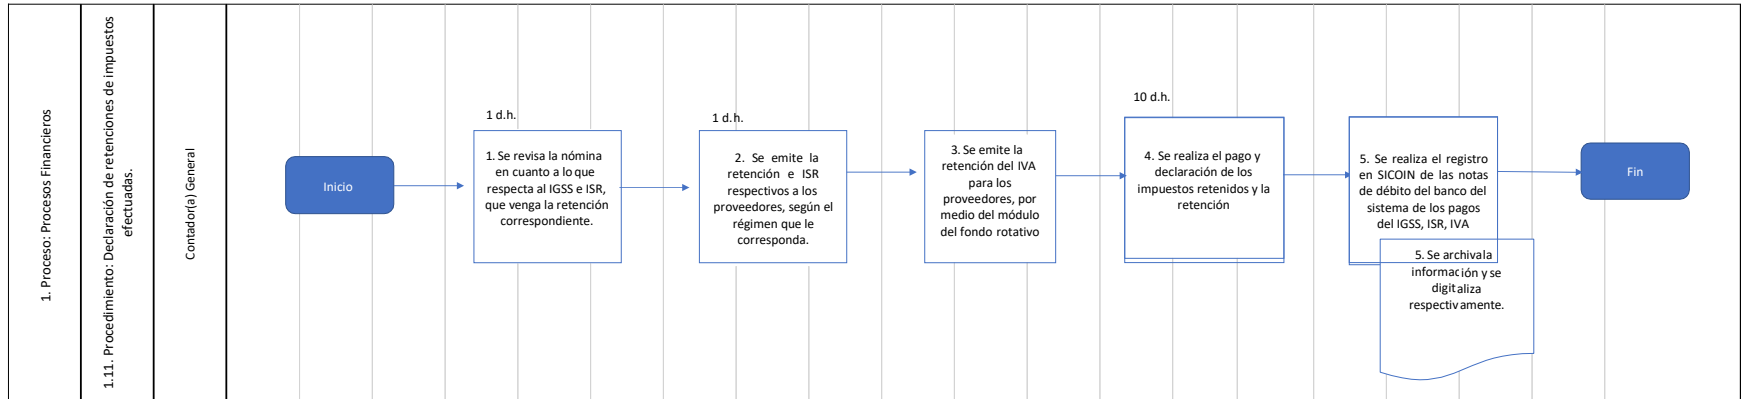 1. Proceso: Procesos Financieros
1.11. Procedimiento: Declaración de retenciones de impuestos
efectuadas.
Contador(a) General
Inicio
1 d.h.
1. Se revisa la nómina
en cuanto a lo que
respecta al IGSS e ISR,
que venga la retención
correspondiente.
1 d.h.
2. Se emite la
retención e ISR
respectivos a los
proveedores, según el
régimen que le
corresponda.
3. Se emite la
retención del IVA
para los
proveedores, por
medio del módulo
del fondo rotativo
10 d.h.
4. Se realiza el pago y
declaración de los
impuestos retenidos y la
retención
5. Se realiza el registro
en SICOIN de las notas
de débito del banco del
sistema de los pagos
del IGSS, ISR, IVA
5. Se archiva la
información y se
digitaliza
respectivamente.
Fin